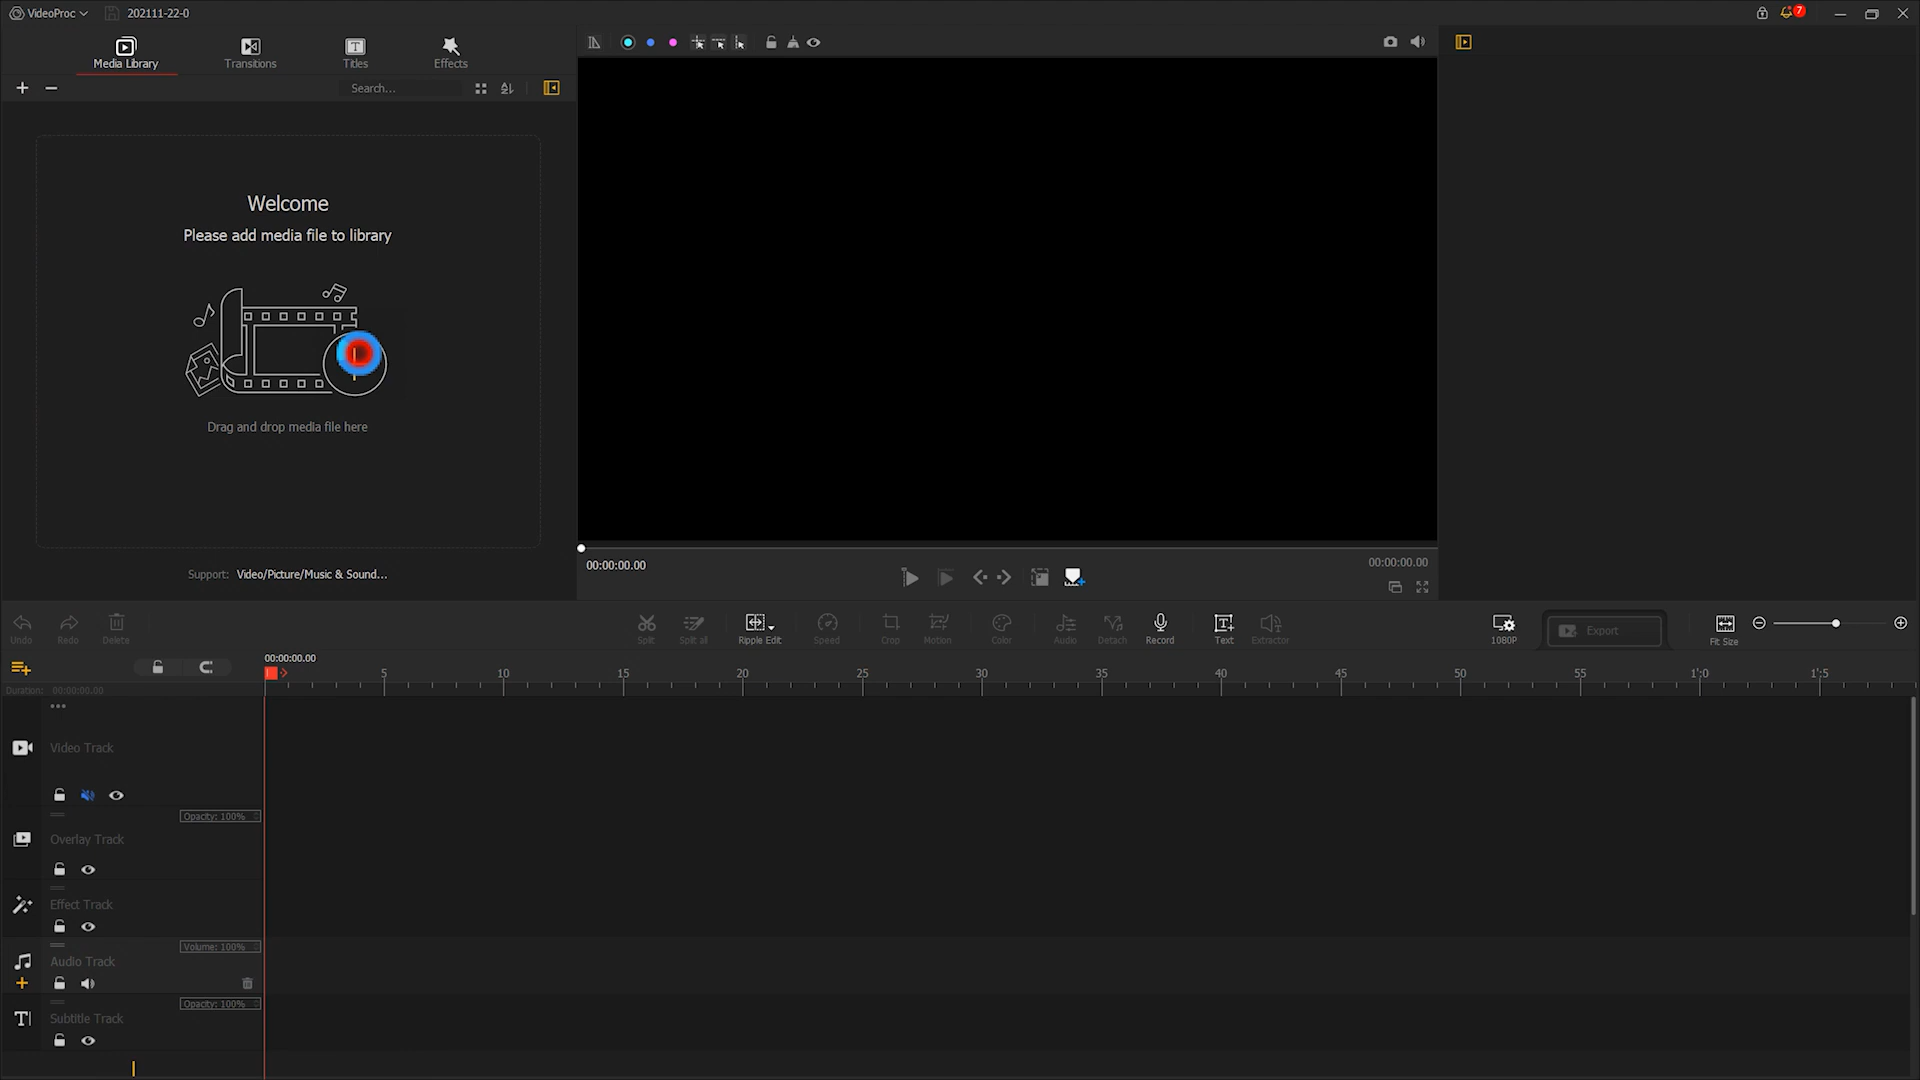 VideoProc
202111-22-0
7
Media Library
Transitions
Titles
Effects
Search...
Welcome
Please add media file to library
Drag and drop media file here
Support: Video/Picture/Music & Sound...
00:00:00.00
00:00:00.00
Undo
Redo
Delete
Split
Split all
Ripple Edit
Speed
Crop
Motion
Color
Audio
Detach
Record
Text
Extractor
1080P
Export
Fit Size
00:00:00.00
5 10 15 20 25 30 35 40 45 50 55 1':0 1':5
Duration: 00:00:00.00
Video Track
Opacity: 100%
Overlay Track
Effect Track
Volume: 100%
Audio Track
Opacity: 100%
Subtitle Track